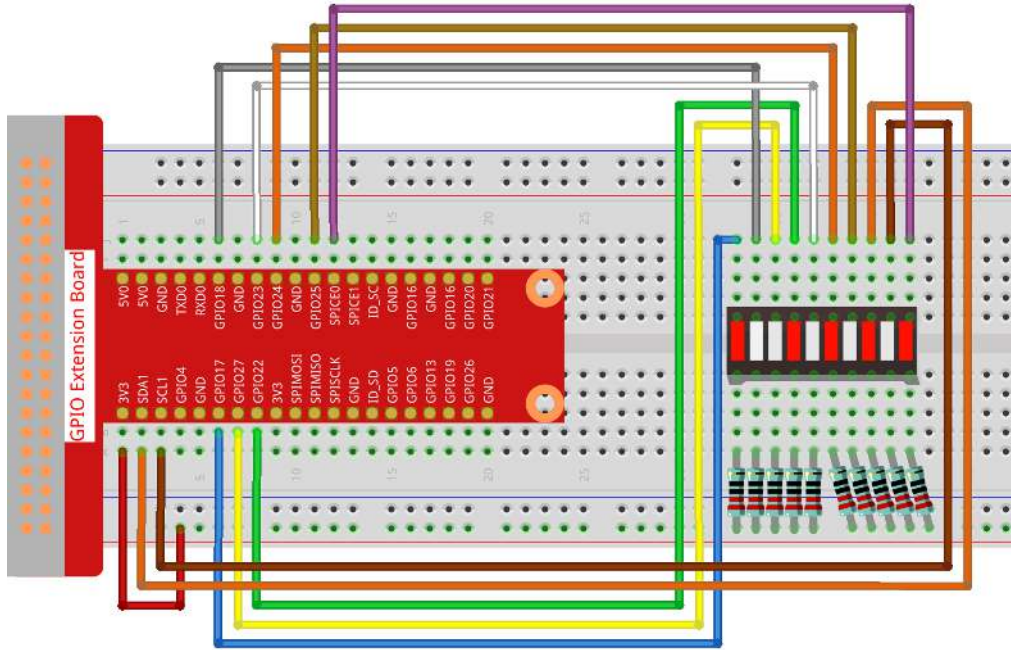 GPIO Extension Board
1
5
10
15
20
25
5V0
5V0
GND
TXD0
RXD0
GPIO18
GND
GPIO23
GPIO24
GND
GPIO25
SPICE0
SPICE1
ID_SC
GND
GPIO16
GND
GPIO16
GPIO20
GPIO21
3V3
SDA1
SCL1
GPIO4
GND
GPIO17
GPIO27
GPIO22
3V3
SPIMOSI
SPIMISO
SPISCLK
GND
ID_SD
GPIO5
GPIO6
GPIO13
GPIO19
GPIO26
GND
5
10
15
20
25